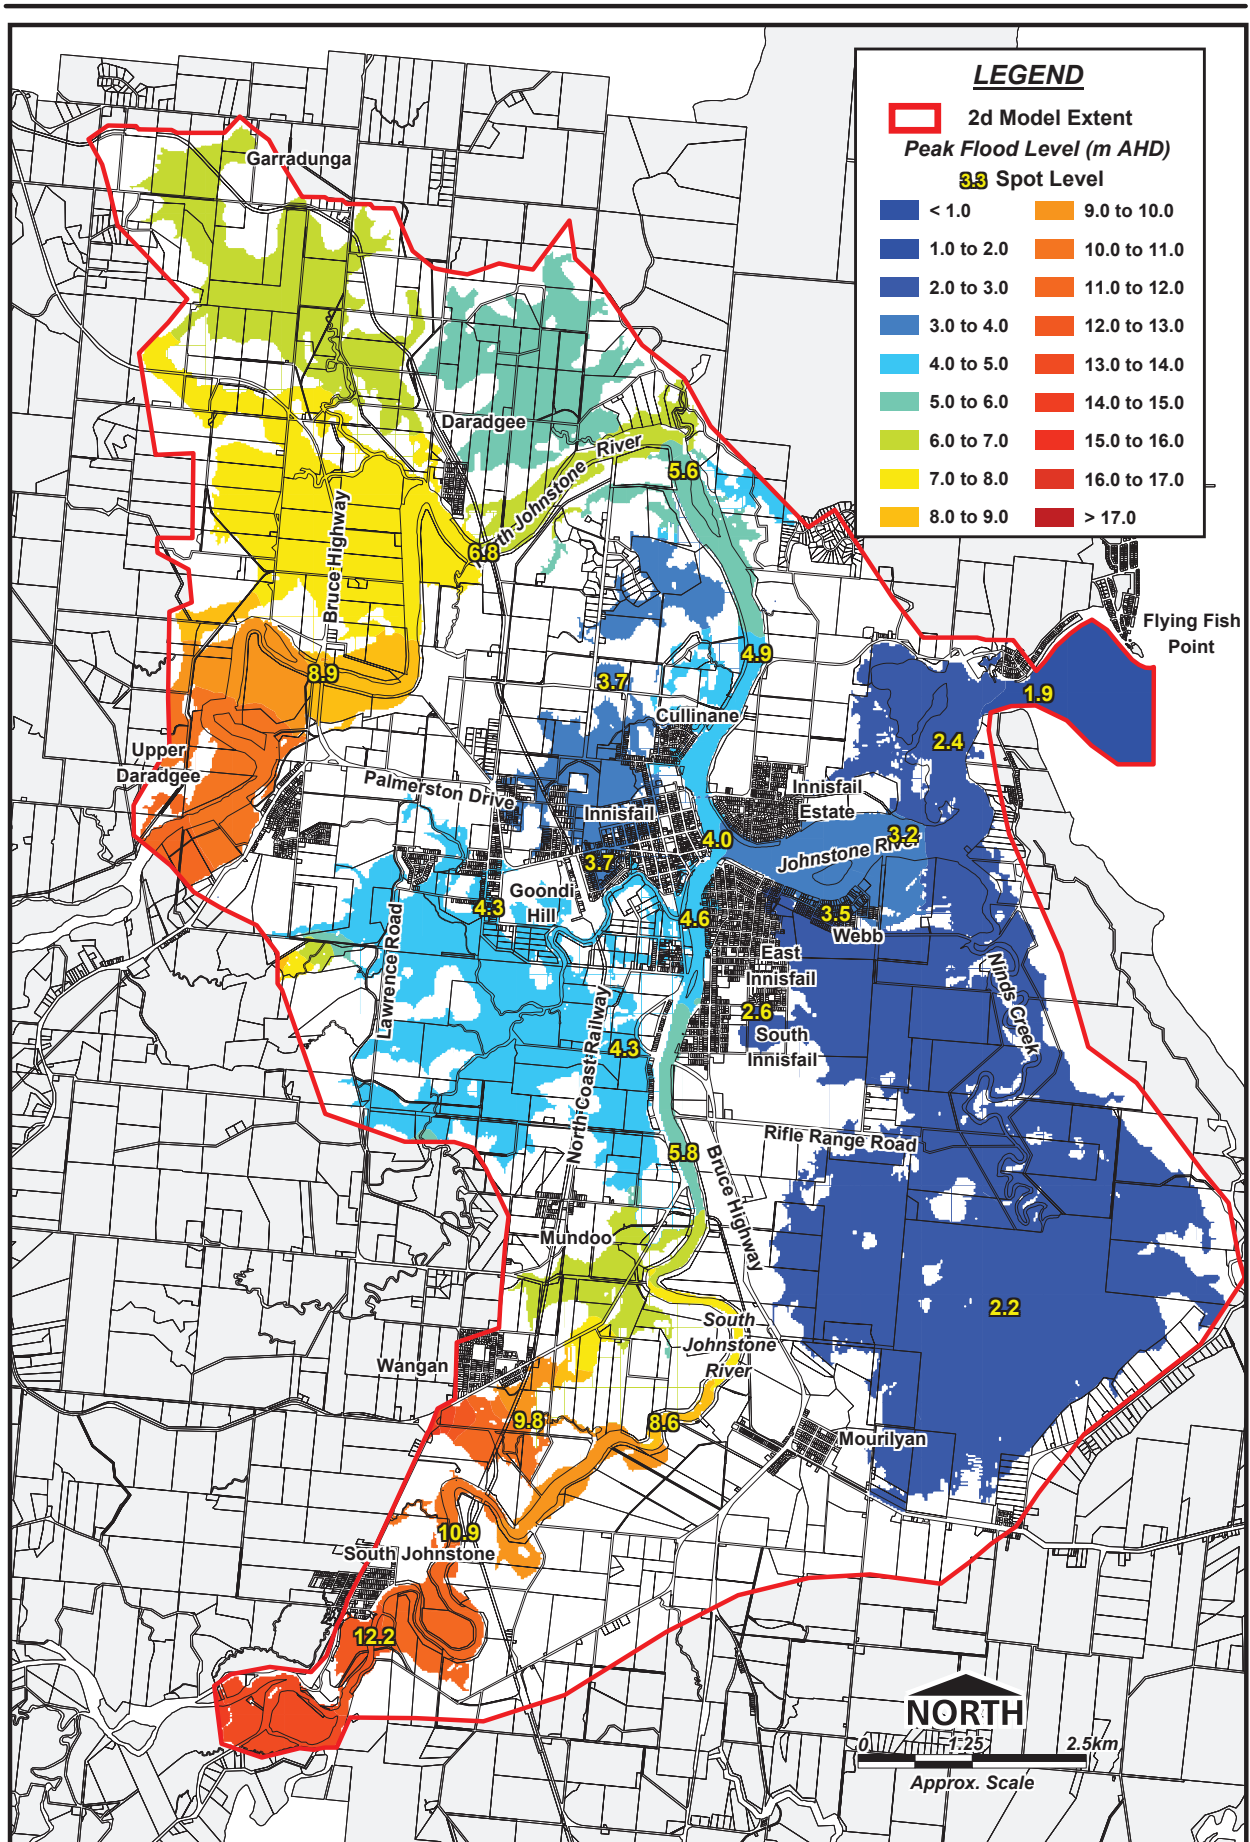 LEGEND
2d Model Extent
Peak Flood Level (m AHD)
3.3 Spot Level
< 1.0
1.0 to 2.0
2.0 to 3.0
3.0 to 4.0
4.0 to 5.0
5.0 to 6.0
6.0 to 7.0
7.0 to 8.0
8.0 to 9.0
9.0 to 10.0
10.0 to 11.0
11.0 to 12.0
12.0 to 13.0
13.0 to 14.0
14.0 to 15.0
15.0 to 16.0
16.0 to 17.0
> 17.0
Garradunga
Daradgee
North Johnstone River
5.6
6.8
Bruce Highway
Flying Fish
Point
4.9
8.9
3.7
1.9
Cullinane
2.4
Upper
Daradgee
Palmerston Drive
Innisfail
Estate
Innisfail
4.0
3.2
Johnstone River
3.7
Goondi
Hill
4.3
4.6
3.5
Webb
Lawrence Road
East
Innisfail
Ninds Creek
2.6
South
Innisfail
North Coast Railway
4.3
Rifle Range Road
5.8
Bruce Highway
Mundoo
2.2
South
Johnstone
River
Wangan
9.8
8.6
Mourilyan
10.9
South Johnstone
12.2
NORTH
0
1.25
2.5km
Approx. Scale